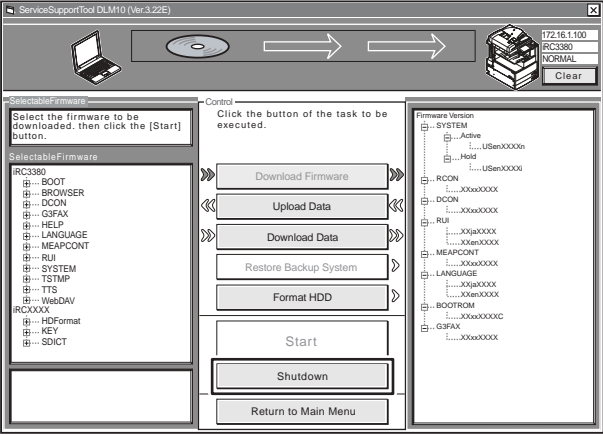 ServiceSupportTool DLM10 (Ver.3.22E)
172.16.1.100
iRC3380
NORMAL
Clear
SelectableFirmware
Select the firmware to be
downloaded. then click the [Start]
button.
SelectableFirmware
iRC3380
BOOT
BROWSER
DCON
G3FAX
HELP
LANGUAGE
MEAPCONT
RUI
SYSTEM
TSTMP
TTS
WebDAV
iRCXXXX
HDFormat
KEY
SDICT
Control
Click the button of the task to be
executed.
Download Firmware
Upload Data
Download Data
Restore Backup System
Format HDD
Start
Shutdown
Return to Main Menu
Firmware Version
SYSTEM
Active
USenXXXXn
Hold
USenXXXXi
RCON
XXxxXXXX
DCON
XXxxXXXX
RUI
XXjaXXXX
XXenXXXX
MEAPCONT
XXxxXXXX
LANGUAGE
XXjaXXXX
XXenXXXX
BOOTROM
XXxxXXXXC
G3FAX
XXxxXXXX